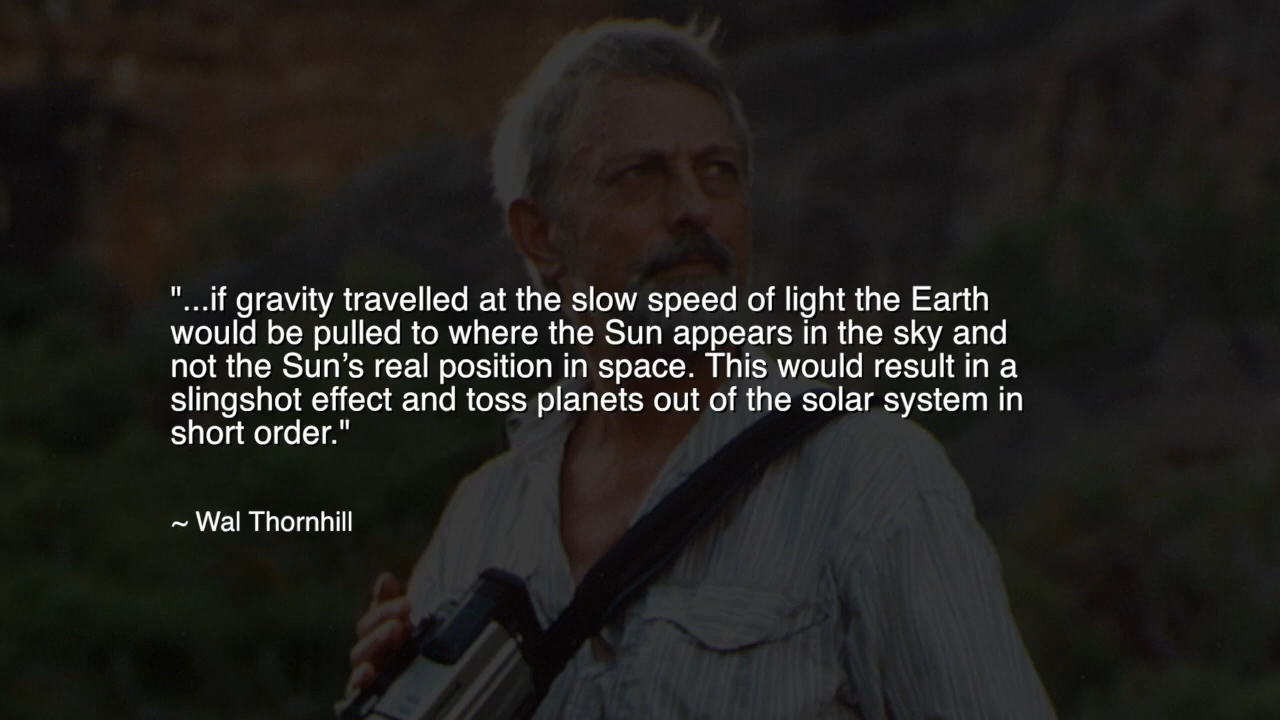 "...if gravity travelled at the slow speed of light the Earth
would be pulled to where the Sun appears in the sky and
not the Sun’s real position in space. This would result in a
slingshot effect and toss planets out of the solar system in
short order."
~ Wal Thornhill